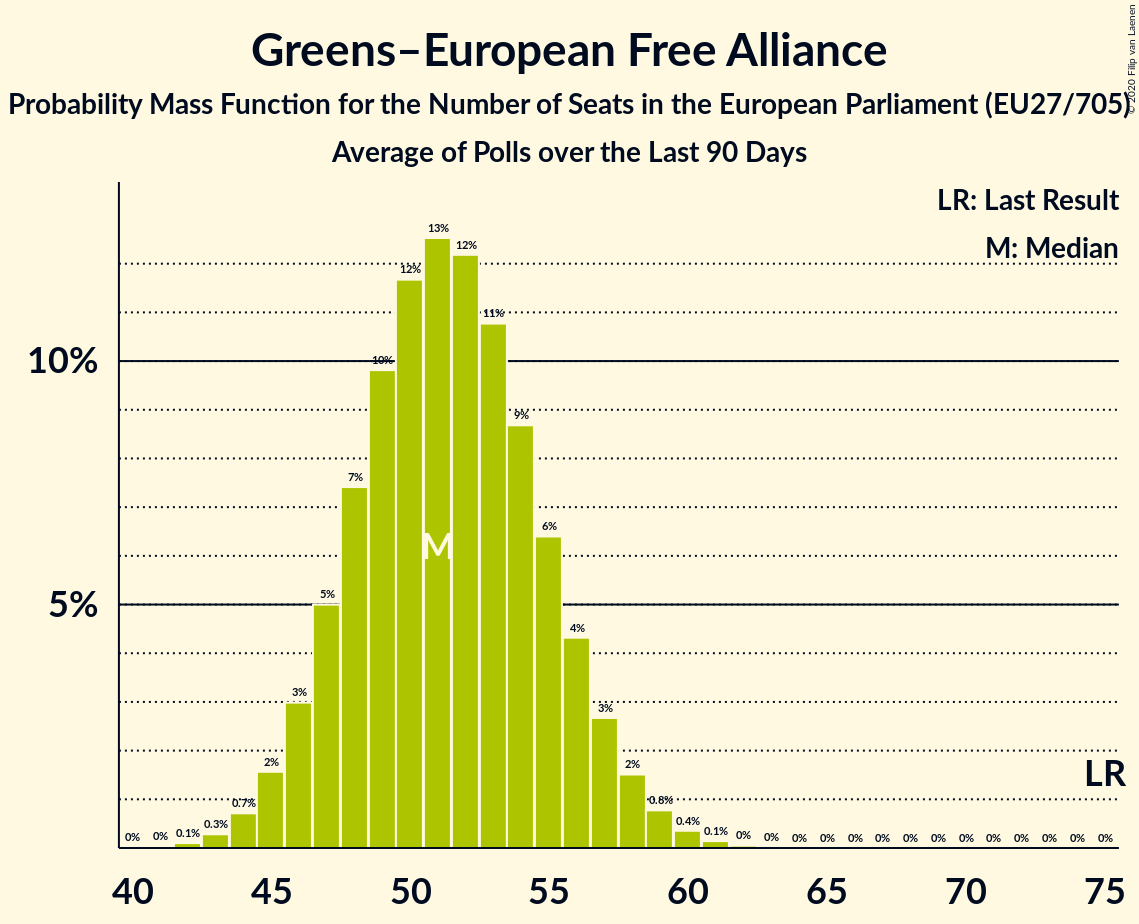 Greens–European Free Alliance
Probability Mass Function for the Number of Seats in the European Parliament (EU27/705)
Average of Polls over the Last 90 Days
© 2020 Filip van Laenen
LR: Last Result
M: Median
10%
5%
0% 0% 0.1% 0.3% 0.7% 2% 3% 5% 7% 10% 12% 13% 12% 11% 9% 6% 4% 3% 2% 0.8% 0.4% 0.1% 0% 0% 0% 0% 0% 0% 0% 0% 0% 0% 0% 0% 0% 0%
M
LR
40 45 50 55 60 65 70 75